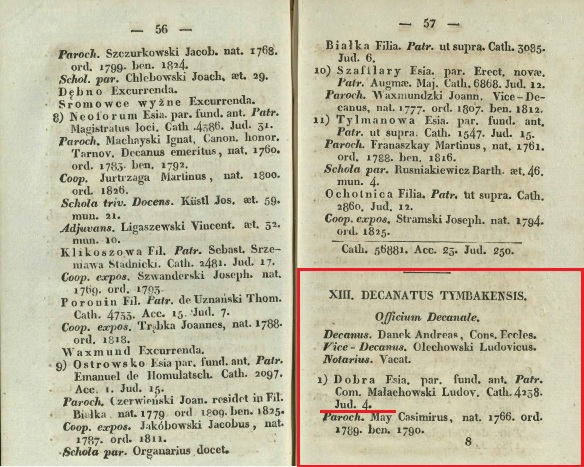 — 56 —
Paroch. Szczurkowski Jacob. nat. 1768.
ord. 1799. ben. 1824.
Schol. par. Chlebowski Joach. æt. 29.
Dębno Excurrenda.
Sromowce wyżne Excurrenda.
8) Neoforum Esia. par. fund. ant. Patr.
Magistratus loci. Cath. 4386. Jud. 31.
Paroch. Machayski Ignat. Canon. honor.
Tarnov. Decanus emeritus, nat. 1760.
ord. 1783. ben. 1792.
Coop. Jurtrzaga Martinus, nat. 1800.
ord. 1826.
Schola triv. Docens. Küstl Jos. æt. 59.
mun. 21.
Adjuvans. Ligaszewski Vincent. æt. 32.
mun. 10.
Klikoszowa Fil. Patr. Sebast. Srze-
niawa Stadnicki. Cath. 2481. Jud. 17.
Coop. expos. Szwanderski Joseph. nat.
1769. ord. 1793.
Poronin Fil. Patr. de Uznański Thom.
Cath. 4733. Acc. 15. Jud. 7.
Coop. expos. Trąbka Joannes, nat. 1788.
ord. 1818.
Waxmund Excurrenda.
9) Ostrowsko Esia par. fund. ant. Patr.
Emanuel de Homulatsch. Cath. 2097.
Acc. 1. Jud. 15.
Paroch. Czerwieński Joan. residet in Fil.
Białka. nat. 1779 ord 1809. ben. 1825.
Coop. expos. Jakóbowski Jacobus, nat.
1787. ord. 1811.
Schola par. Organarius docet.
— 57 —
Białka Filia. Patr. ut supra. Cath. 3085.
Jud. 6.
10) Szaflary Esia. par. Erect. novæ.
Patr. Augmæ. Maj. Cath. 6868. Jud. 12.
Paroch. Waxmundzki Joann. Vice-De-
canus, nat. 1777. ord. 1807. ben. 1812.
11) Tylmanowa Esia. par. fund. ant.
Patr. ut supra. Cath. 1547. Jud. 15.
Paroch. Franaszkay Martinus, nat. 1761.
ord. 1788. ben. 1816.
Schola par. Rusniakiewicz Barth. æt. 46.
mun. 4.
Ochotnica Filia. Patr. ut supra. Cath.
2860. Jud. 12.
Coop. expos. Stramski Joseph. nat. 1794.
ord. 1825.
Cath. 56881. Acc. 23. Jud. 250.
XIII. DECANATUS TYMBAKENSIS.
Officium Decanale.
Decanus. Danek Andreas, Cons. Eccles.
Vice-Decanus. Olechowski Ludovicus.
Notarius. Vacat.
1) Dobra Esia. par. fund. ant. Patr.
Com. Małachowski Ludov. Cath. 4238.
Jud. 4.
Paroch. May Casimirus, nat. 1766. ord.
1789. ben. 1790.
8